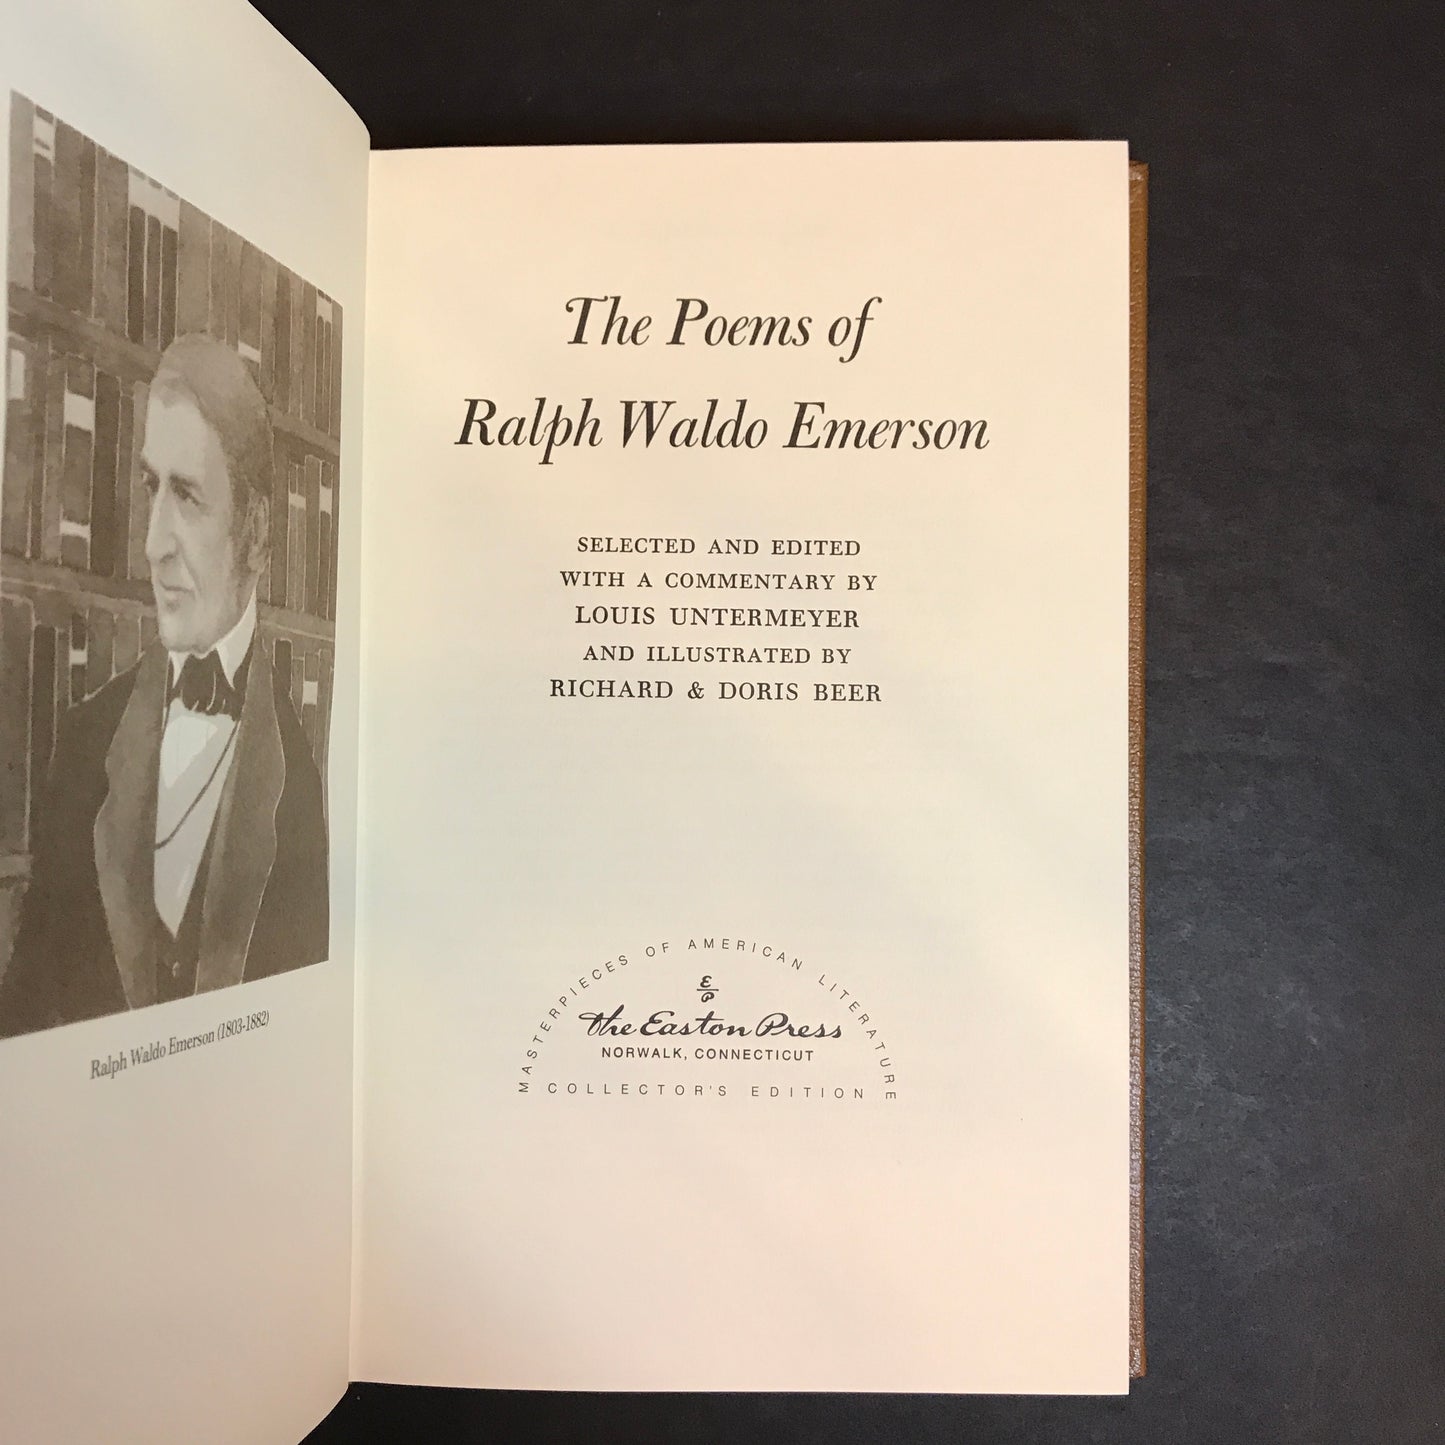 Ralph Waldo Emerson (1803-1882)
The Poems of
Ralph Waldo Emerson
SELECTED AND EDITED
WITH A COMMENTARY BY
LOUIS UNTERMEYER
AND ILLUSTRATED BY
RICHARD & DORIS BEER
MASTERPIECES OF AMERICAN LITERATURE
E
P
The Easton Press
NORWALK, CONNECTICUT
COLLECTOR'S EDITION